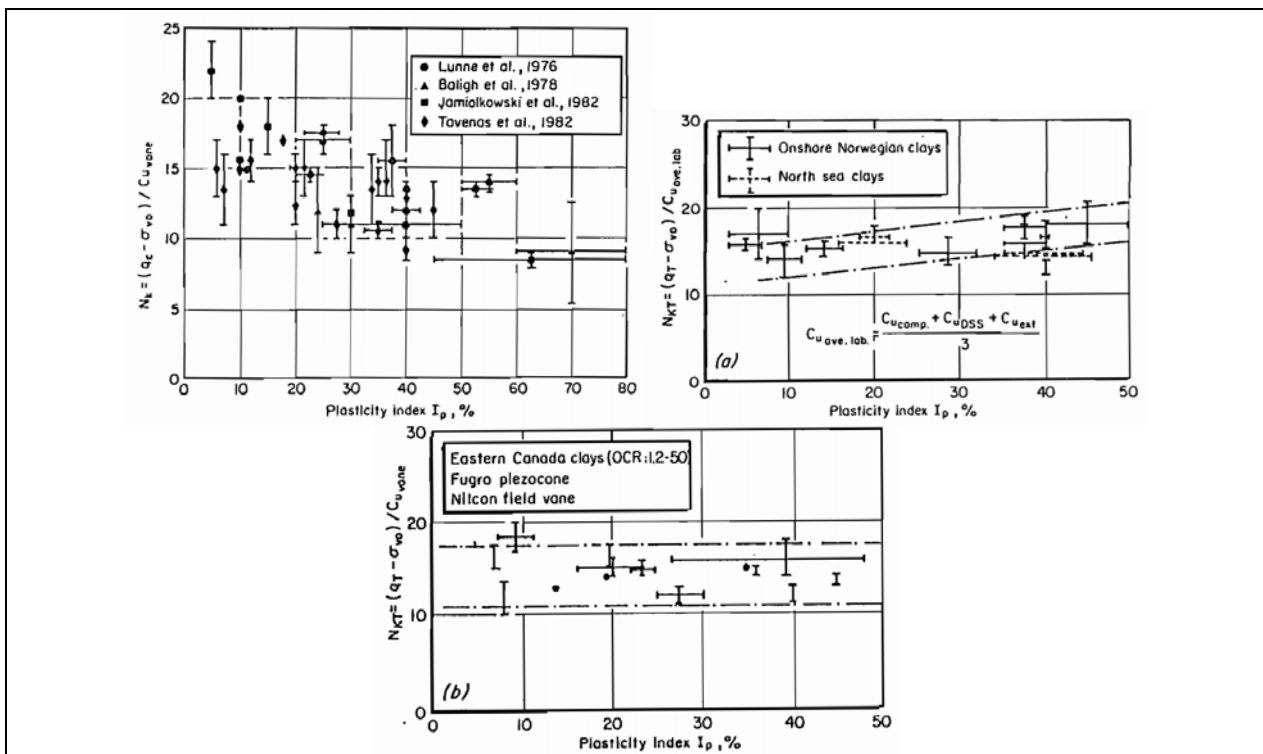 25
20
15
10
5
0
N_k = (q_c - σ_vo) / C_u vane
Lunne et al., 1976
Baligh et al., 1978
Jamiolkowski et al., 1982
Tavenas et al., 1982
0 10 20 30 40 50 60 70 80
Plasticity index I_p, %
30
20
10
0
N_KT = (q_T - σ_vo) / C_u ave. lab
Onshore Norwegian clays
North sea clays
C_u ave. lab. = (C_u comp. + C_u DSS + C_u ext) / 3
(a)
0 10 20 30 40 50
Plasticity index I_p, %
30
20
10
0
N_KT = (q_T - σ_vo) / C_u vane
Eastern Canada clays (OCR:1,2-50)
Fugro piezocone
Nilcon field vane
(b)
0 10 20 30 40 50
Plasticity index I_p, %